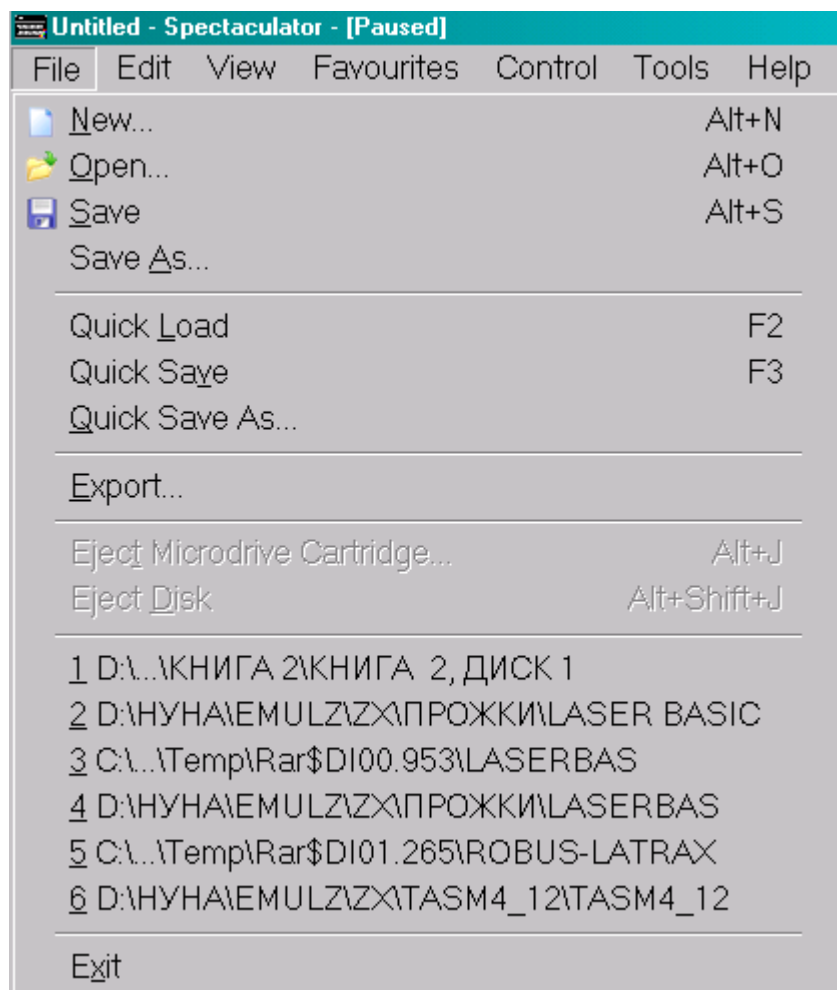 Untitled - Spectaculator - [Paused]
File Edit View Favourites Control Tools Help
New... Alt+N
Open... Alt+O
Save Alt+S
Save As...
Quick Load F2
Quick Save F3
Quick Save As...
Export...
Eject Microdrive Cartridge... Alt+J
Eject Disk Alt+Shift+J
1 D:\...\КНИГА 2\КНИГА  2, ДИСК 1
2 D:\НУНА\EMULZ\ZX\ПРОЖКИ\LASER BASIC
3 C:\...\Temp\Rar$DI00.953\LASERBAS
4 D:\НУНА\EMULZ\ZX\ПРОЖКИ\LASERBAS
5 C:\...\Temp\Rar$DI01.265\ROBUS-LATRAX
6 D:\НУНА\EMULZ\ZX\TASM4_12\TASM4_12
Exit